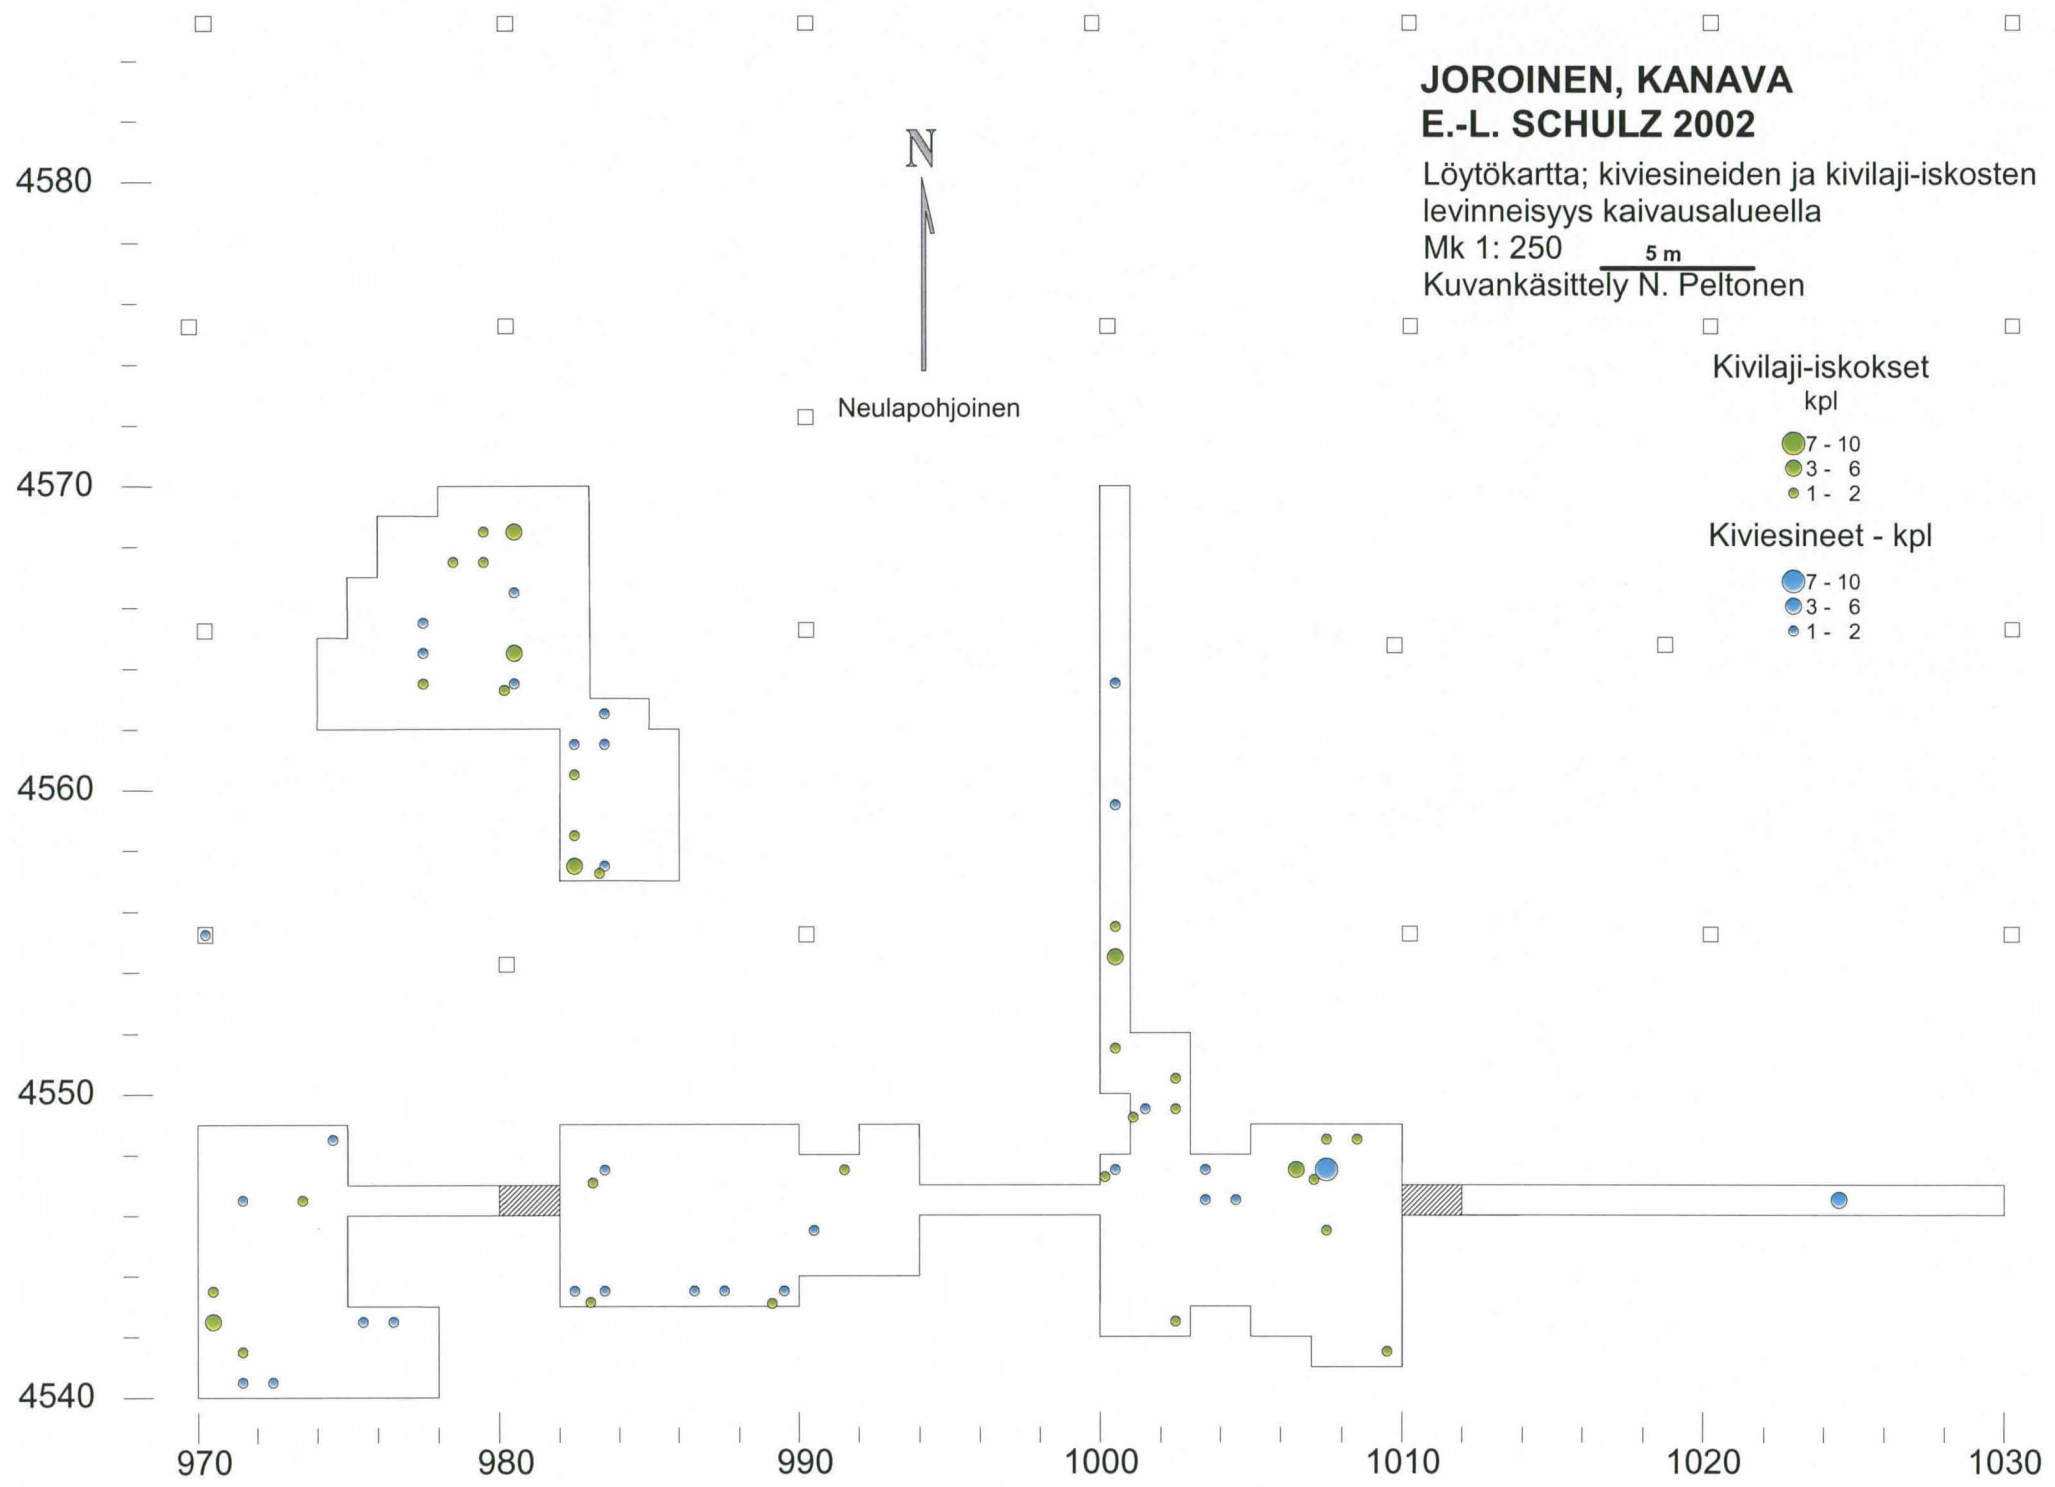 JOROINEN, KANAVA
E.-L. SCHULZ 2002
Löytökartta; kiviesineiden ja kivilaji-iskosten
levinneisyys kaivausalueella
Mk 1: 250 5 m
Kuvankäsittely N. Peltonen
N
Neulapohjoinen
Kivilaji-iskokset
kpl
7 - 10
3 - 6
1 - 2
Kiviesineet - kpl
7 - 10
3 - 6
1 - 2
4580
4570
4560
4550
4540
970 980 990 1000 1010 1020 1030